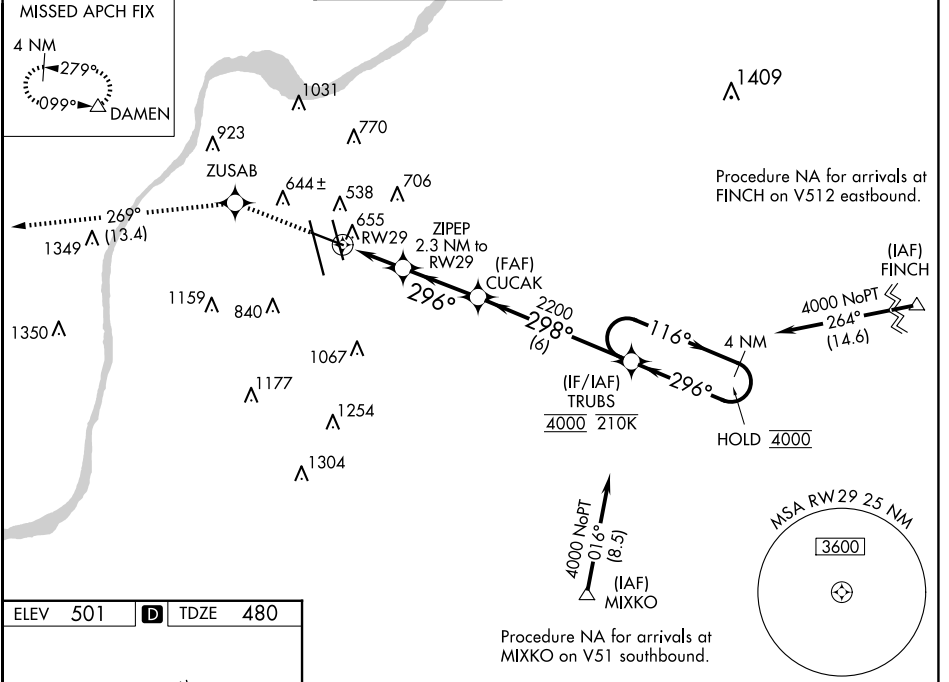 MISSED APCH FIX
4 NM
279°
099°
DAMEN
1031
1409
923
770
ZUSAB
644±
538
706
Procedure NA for arrivals at
FINCH on V512 eastbound.
269°
(13.4)
1349
655
RW29
ZIPEP
2.3 NM to
RW29
(FAF)
CUCAK
(IAF)
FINCH
296°
2200
298°
(6)
4000 NoPT
264°
(14.6)
1159
840
1350
116°
4 NM
1067
296°
(IF/IAF)
TRUBS
4000 210K
1177
1254
HOLD 4000
1304
MSA RW29 25 NM
3600
4000 NoPT
016°
(8.5)
(IAF)
MIXKO
Procedure NA for arrivals at
MIXKO on V51 southbound.
ELEV 501 D TDZE 480